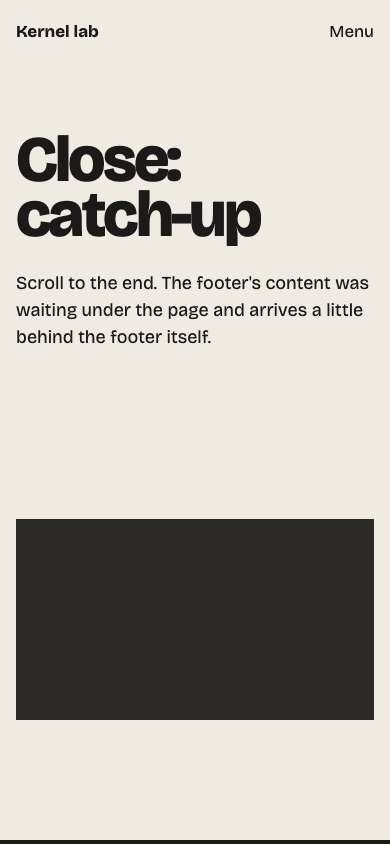 Kernel lab
Menu
Close:
catch-up
Scroll to the end. The footer's content was
waiting under the page and arrives a little
behind the footer itself.